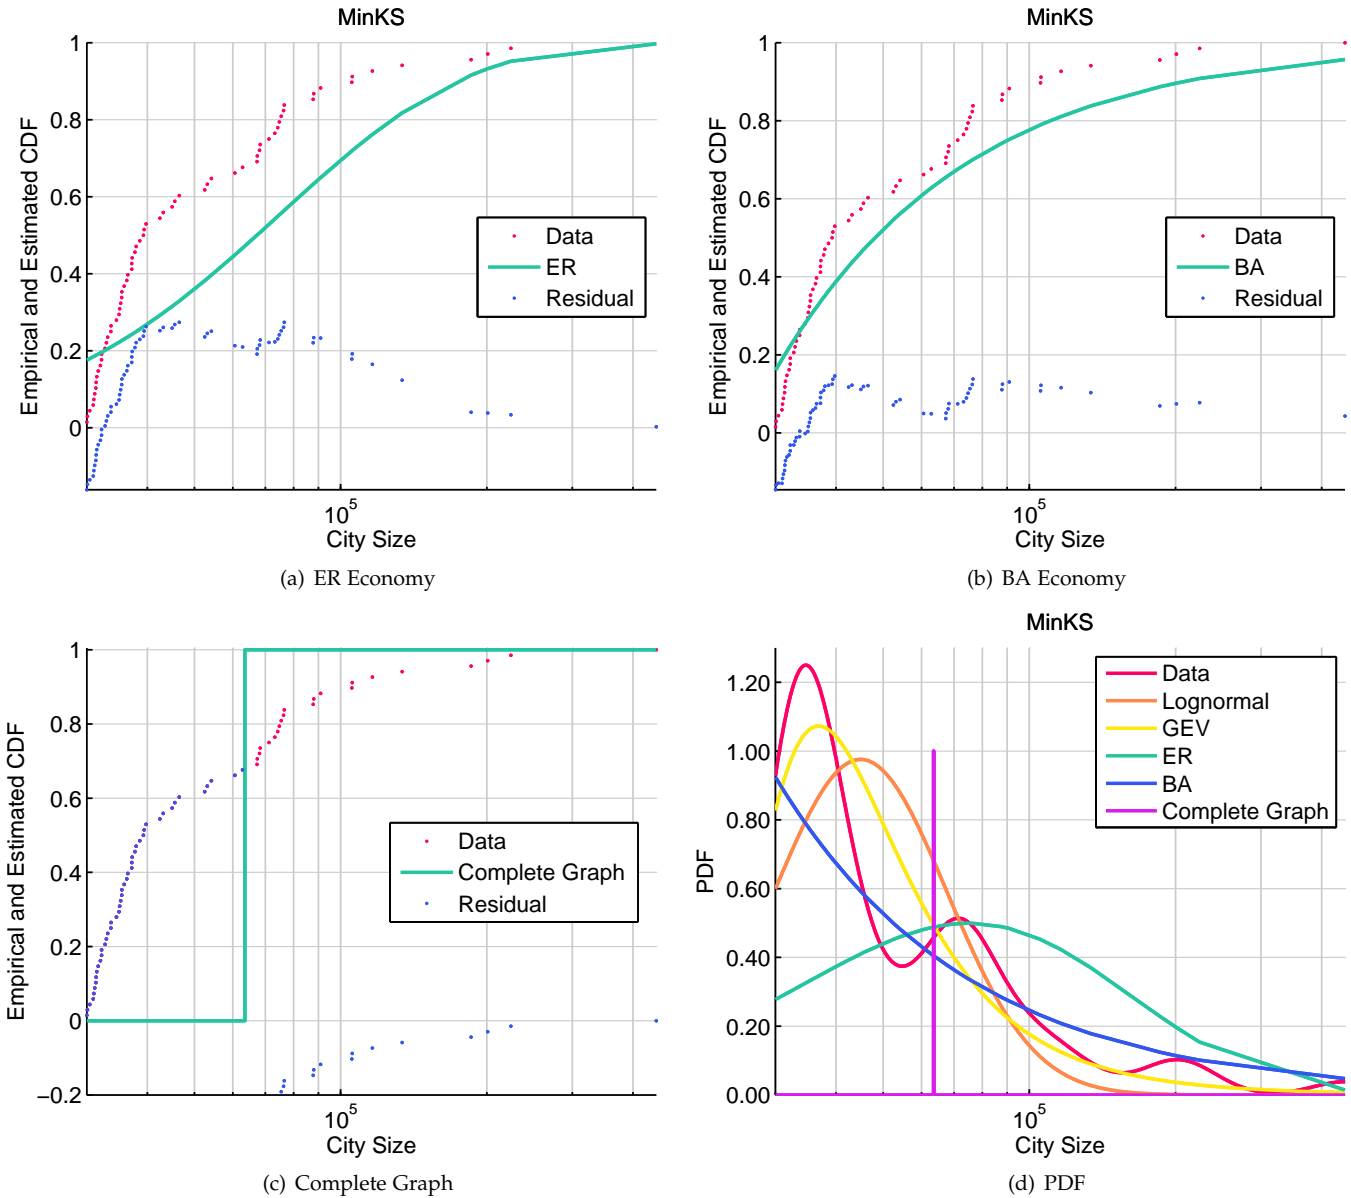 MinKS
Empirical and Estimated CDF
1
0.8
0.6
0.4
0.2
0
Data
ER
Residual
10^5
City Size
(a) ER Economy
MinKS
Empirical and Estimated CDF
1
0.8
0.6
0.4
0.2
0
Data
BA
Residual
10^5
City Size
(b) BA Economy
Empirical and Estimated CDF
1
0.8
0.6
0.4
0.2
0
−0.2
Data
Complete Graph
Residual
10^5
City Size
(c) Complete Graph
MinKS
PDF
1.20
1.00
0.80
0.60
0.40
0.20
0.00
Data
Lognormal
GEV
ER
BA
Complete Graph
10^5
City Size
(d) PDF